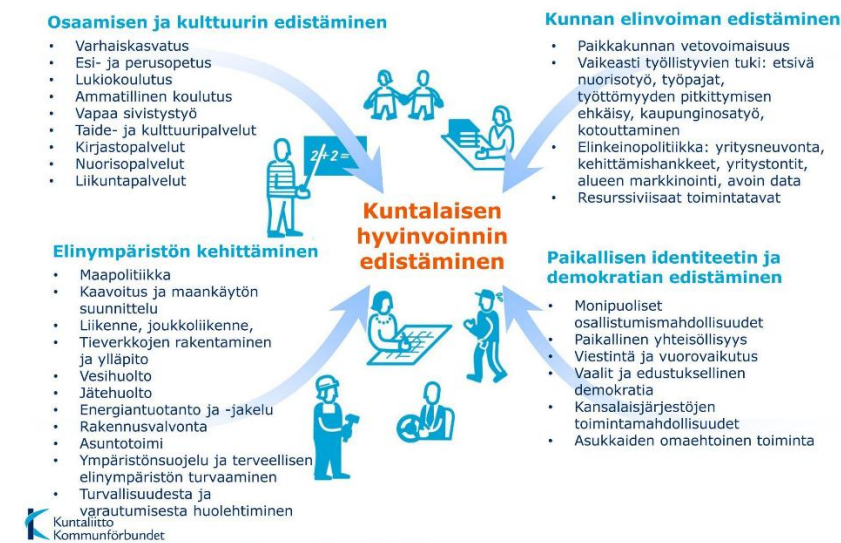 Osaamisen ja kulttuurin edistäminen
• Varhaiskasvatus
• Esi- ja perusopetus
• Lukiokoulutus
• Ammatillinen koulutus
• Vapaa sivistystyö
• Taide- ja kulttuuripalvelut
• Kirjastopalvelut
• Nuorisopalvelut
• Liikuntapalvelut
2+2=
Kunnan elinvoiman edistäminen
• Paikkakunnan vetovoimaisuus
• Vaikeasti työllistyvien tuki: etsivä
nuorisotyö, työpajat,
työttömyyden pitkittymisen
ehkäisy, kaupunginosatyö,
kotouttaminen
• Elinkeinopolitiikka: yritysneuvonta,
kehittämishankkeet, yritystontit,
alueen markkinointi, avoin data
• Resurssiviisaat toimintatavat
Kuntalaisen
hyvinvoinnin
edistäminen
Elinympäristön kehittäminen
• Maapolitiikka
• Kaavoitus ja maankäytön
suunnittelu
• Liikenne, joukkoliikenne,
• Tieverkkojen rakentaminen
ja ylläpito
• Vesihuolto
• Jätehuolto
• Energiantuotanto ja -jakelu
• Rakennusvalvonta
• Asuntotoimi
• Ympäristönsuojelu ja terveellisen
elinympäristön turvaaminen
• Turvallisuudesta ja
varautumisesta huolehtiminen
Paikallisen identiteetin ja
demokratian edistäminen
• Monipuoliset
osallistumismahdollisuudet
• Paikallinen yhteisöllisyys
• Viestintä ja vuorovaikutus
• Vaalit ja edustuksellinen
demokratia
• Kansalaisjärjestöjen
toimintamahdollisuudet
• Asukkaiden omaehtoinen toiminta
Kuntaliitto
Kommunförbundet